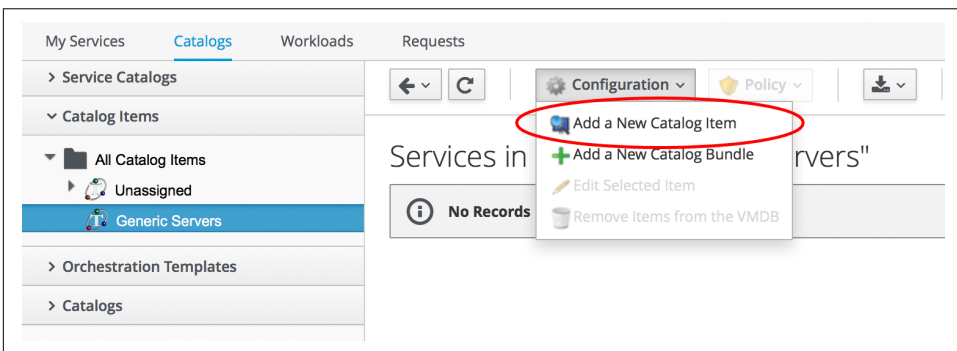 My Services Catalogs Workloads Requests
Service Catalogs
Configuration Policy
Catalog Items
Add a New Catalog Item
All Catalog Items
Services in rvers"
Add a New Catalog Bundle
Unassigned
Edit Selected Item
Generic Servers
No Records
Remove Items from the VMDB
Orchestration Templates
Catalogs